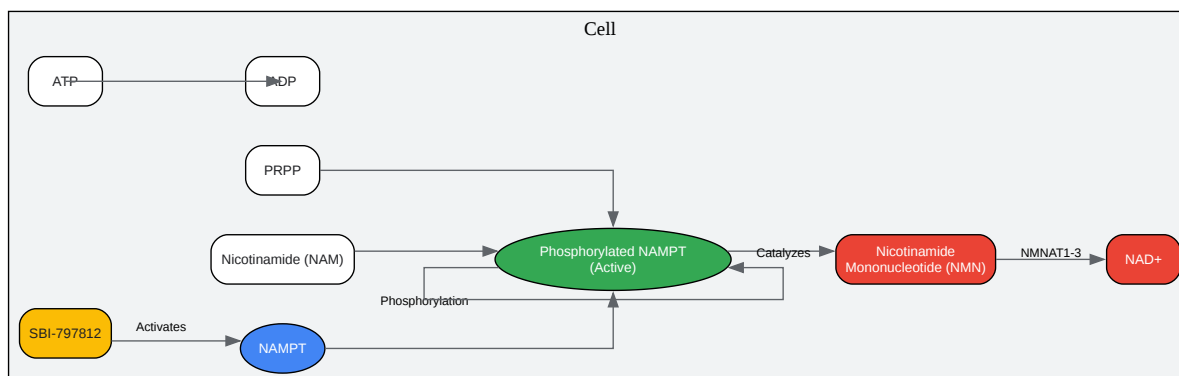 Cell
ATP
ADP
PRPP
Nicotinamide (NAM)
Phosphorylated NAMPT
(Active)
Catalyzes
Nicotinamide
Mononucleotide (NMN)
NMNAT1-3
NAD+
Phosphorylation
SBI-797812
Activates
NAMPT